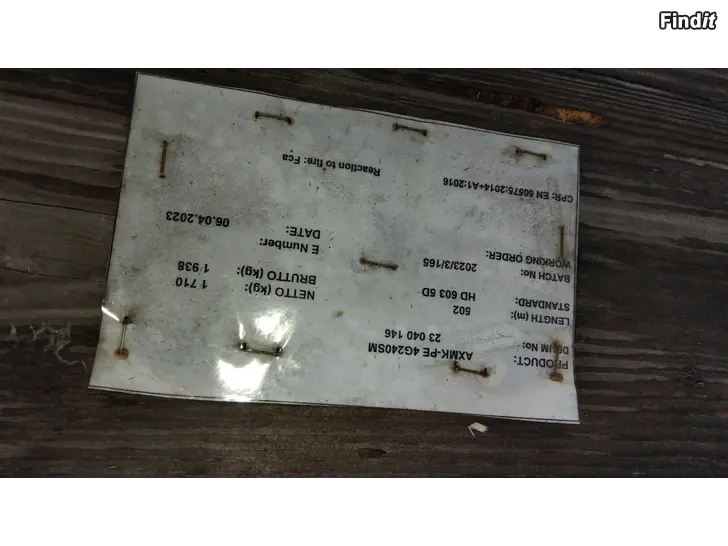 Findit
PRODUCT: AXMK-PE 4G240SM
DRUM No: 23 040 146
LENGTH (m): 502
STANDARD: HD 603 5D
BATCH No: 2023/3/165
WORKING ORDER:
NETTO (kg): 1 710
BRUTTO (kg): 1 938
E Number:
DATE: 06.04.2023
CPR: EN 50575:2014+A1:2016
Reaction to fire: Fca